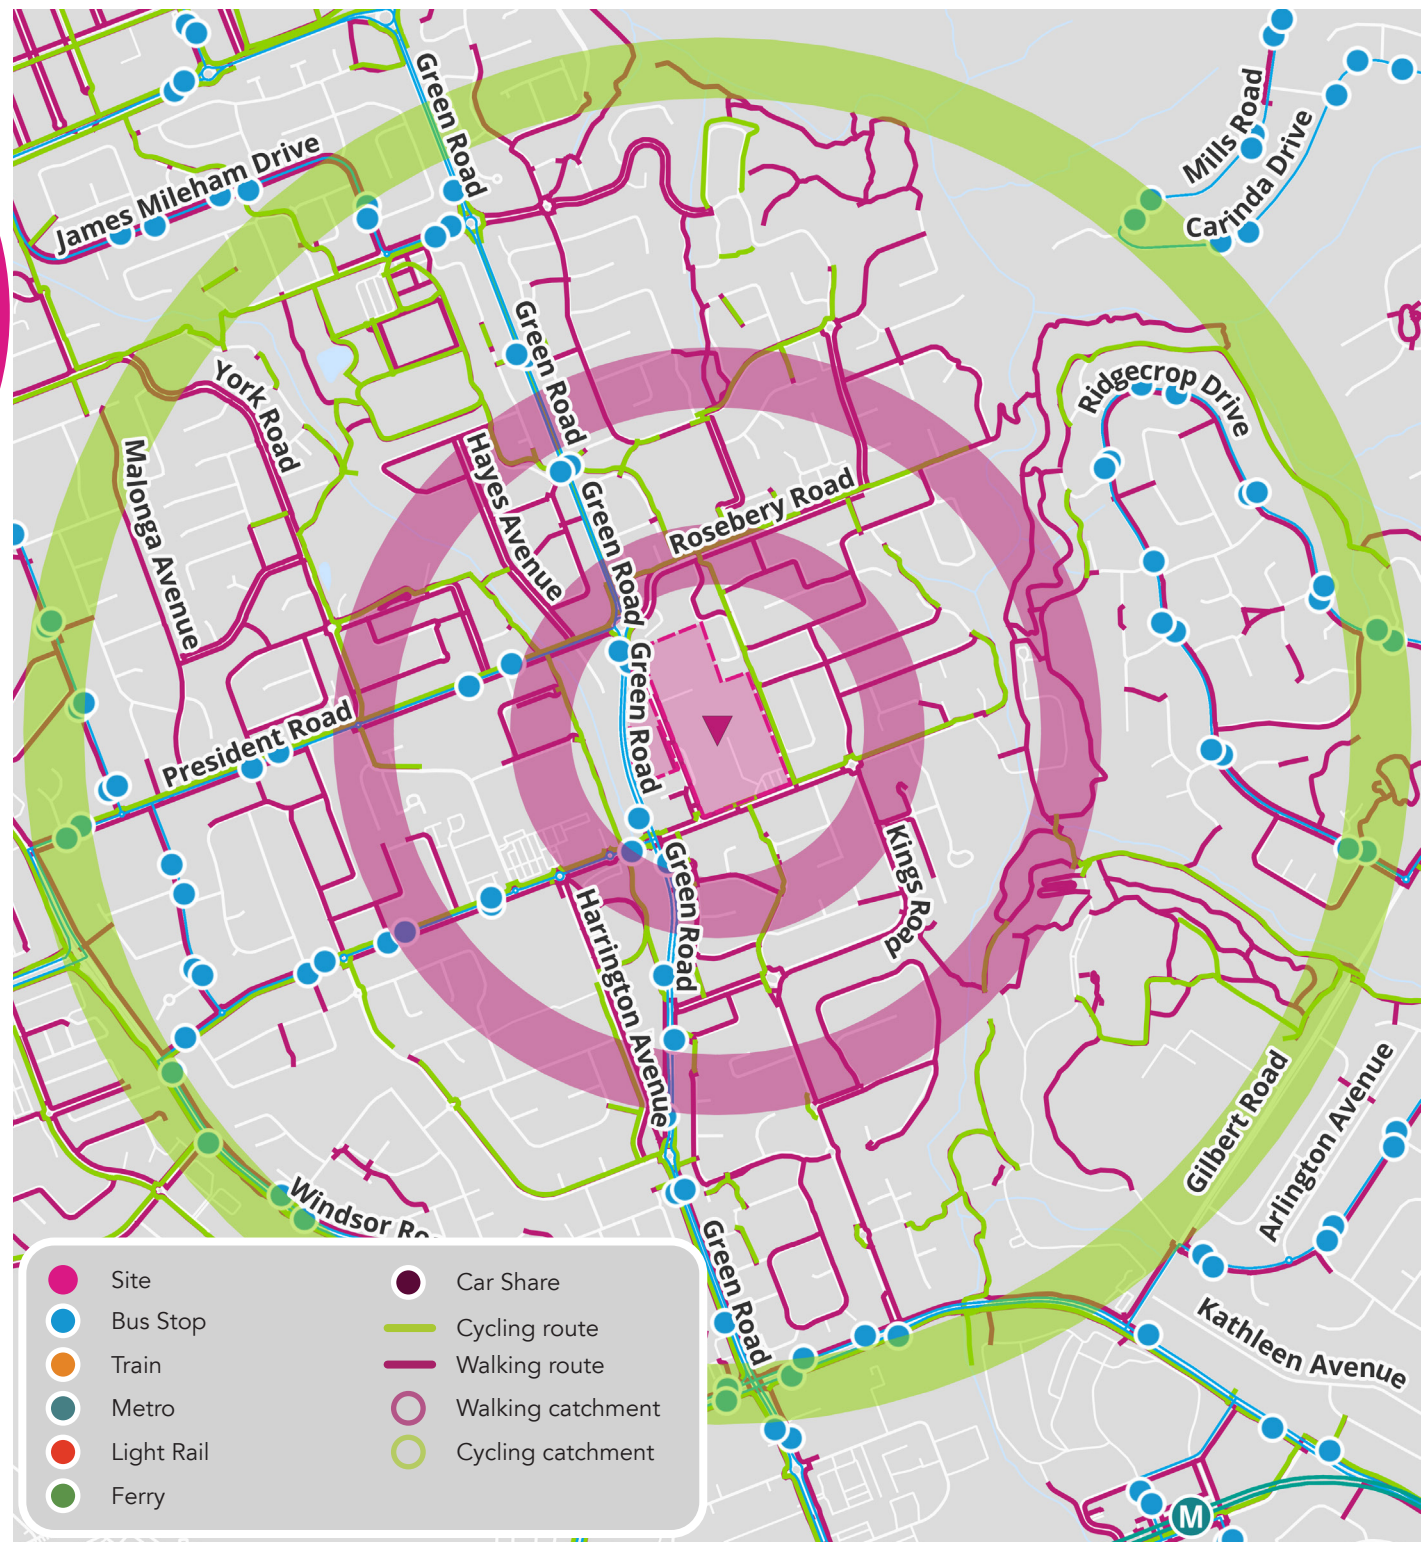 Green Road
Mills Road
Carinda Drive
James Mileham Drive
Green Road
York Road
Ridgecrop Drive
Malonga Avenue
Hayes Avenue
Green Road
Rosebery Road
Green Road
President Road
Kings Road
Green Road
Harrington Avenue
Gilbert Road
Arlington Avenue
Windsor Ro
Green Road
Kathleen Avenue
Site
Bus Stop
Train
Metro
Light Rail
Ferry
Car Share
Cycling route
Walking route
Walking catchment
Cycling catchment
M